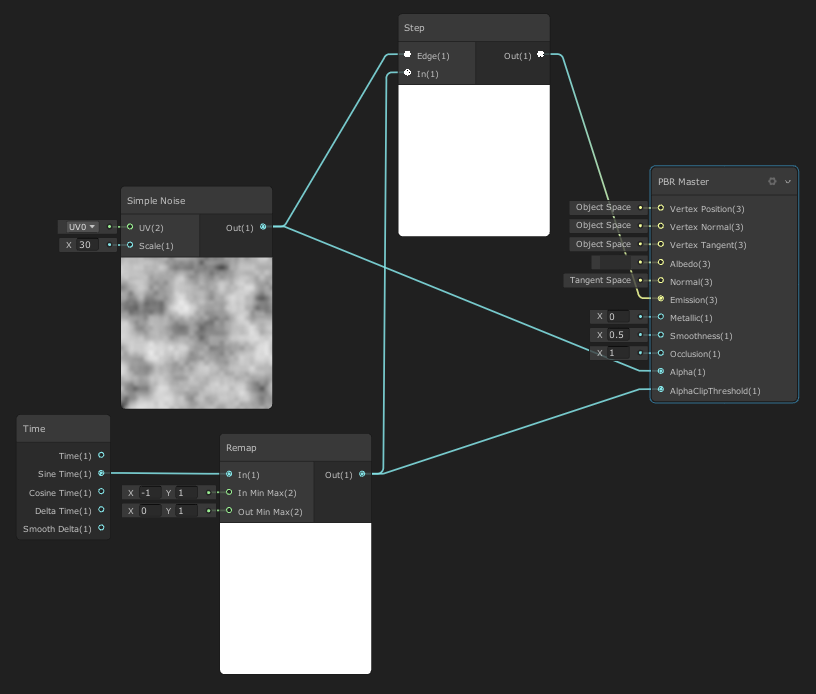 Step
Edge(1) Out(1)
In(1)
Simple Noise
UV0 UV(2) Out(1)
X 30 Scale(1)
PBR Master
Object Space Vertex Position(3)
Object Space Vertex Normal(3)
Object Space Vertex Tangent(3)
Albedo(3)
Tangent Space Normal(3)
Emission(3)
X 0 Metallic(1)
X 0.5 Smoothness(1)
X 1 Occlusion(1)
Alpha(1)
AlphaClipThreshold(1)
Time
Time(1)
Sine Time(1)
Cosine Time(1)
Delta Time(1)
Smooth Delta(1)
Remap
In(1) Out(1)
X -1 Y 1 In Min Max(2)
X 0 Y 1 Out Min Max(2)